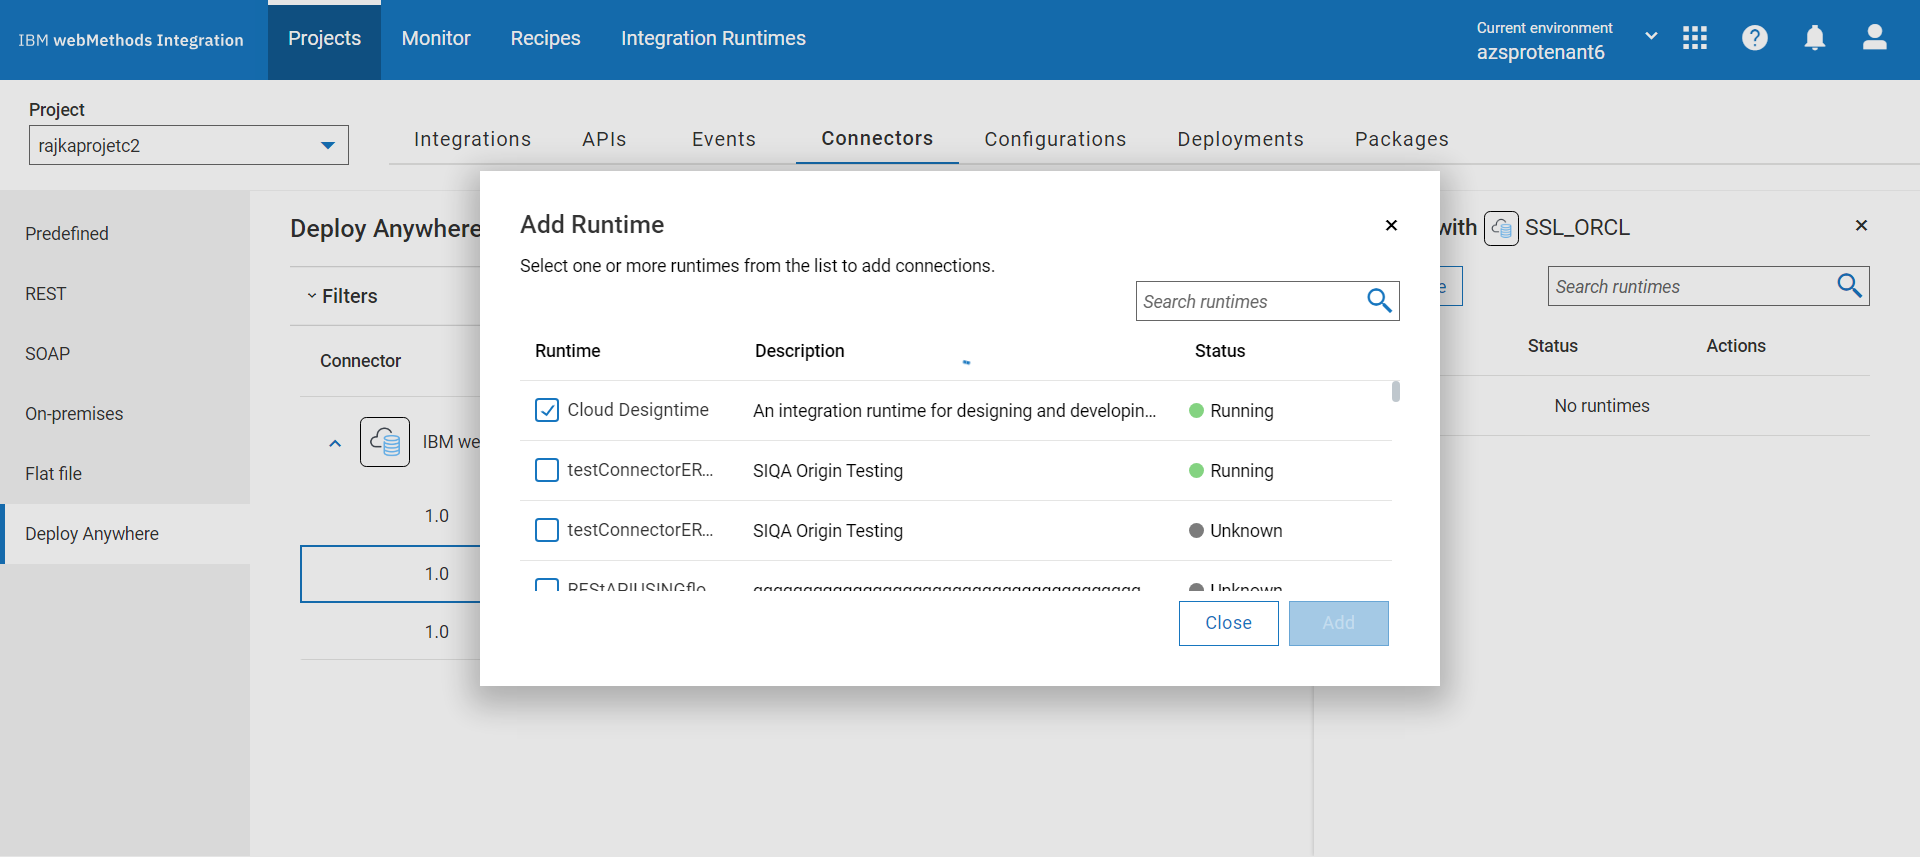 IBM webMethods Integration
Projects
Monitor
Recipes
Integration Runtimes
Current environment
azsprotenant6
Project
rajkaprojetc2
Integrations
APIs
Events
Connectors
Configurations
Deployments
Packages
Predefined
REST
SOAP
On-premises
Flat file
Deploy Anywhere
Deploy Anywhere
Filters
Connector
IBM we
1.0
1.0
1.0
Add Runtime
Select one or more runtimes from the list to add connections.
Search runtimes
Runtime
Description
Status
Cloud Designtime
An integration runtime for designing and developin...
Running
testConnectorER...
SIQA Origin Testing
Running
testConnectorER...
SIQA Origin Testing
Unknown
REStAPIUSINGflo
Unknown
Close
Add
with
SSL_ORCL
Search runtimes
Status
Actions
No runtimes